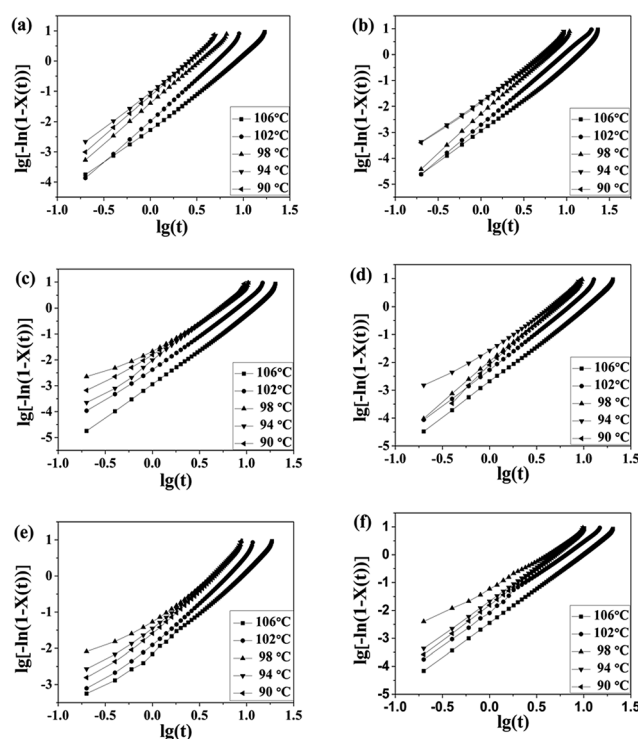 (a)
lg[-ln(1-X(t))]
1
0
-1
-2
-3
-4
106°C
102°C
98 °C
94 °C
90 °C
-1.0 -0.5 0.0 0.5 1.0 1.5
lg(t)
(b)
lg[-ln(1-X(t))]
1
0
-1
-2
-3
-4
-5
106°C
102°C
98 °C
94 °C
90 °C
-1.0 -0.5 0.0 0.5 1.0 1.5
lg(t)
(c)
lg[-ln(1-X(t))]
1
0
-1
-2
-3
-4
-5
106°C
102°C
98 °C
94 °C
90 °C
-1.0 -0.5 0.0 0.5 1.0 1.5
lg(t)
(d)
lg[-ln(1-X(t))]
1
0
-1
-2
-3
-4
-5
106°C
102°C
98 °C
94 °C
90 °C
-1.0 -0.5 0.0 0.5 1.0 1.5
lg(t)
(e)
lg[-ln(1-X(t))]
1
0
-1
-2
-3
106°C
102°C
98 °C
94 °C
90 °C
-1.0 -0.5 0.0 0.5 1.0 1.5
lg(t)
(f)
lg[-ln(1-X(t))]
1
0
-1
-2
-3
-4
-5
106°C
102°C
98 °C
94 °C
90 °C
-1.0 -0.5 0.0 0.5 1.0 1.5
lg(t)